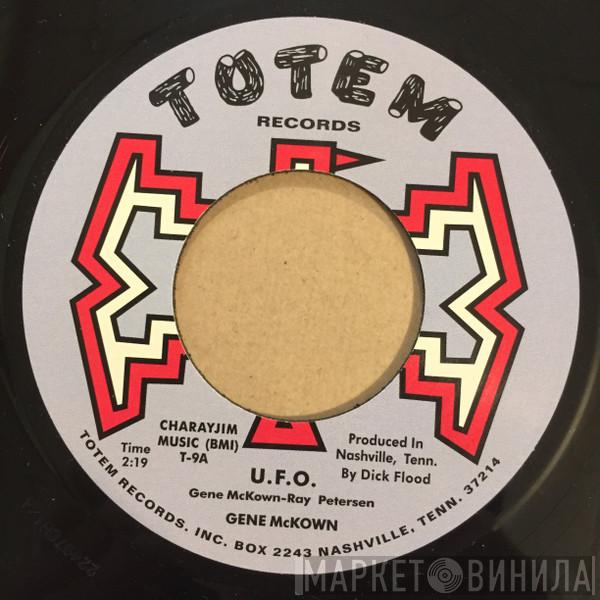 TOTEM
RECORDS
CHARAYJIM
MUSIC (BMI)
T-9A
Time
2:19
Produced In
Nashville, Tenn.
By Dick Flood
U.F.O.
Gene McKown-Ray Petersen
GENE McKOWN
TOTEM RECORDS. INC. BOX 2243 NASHVILLE, TENN. 37214
МАРКЕТ ВИНИЛА